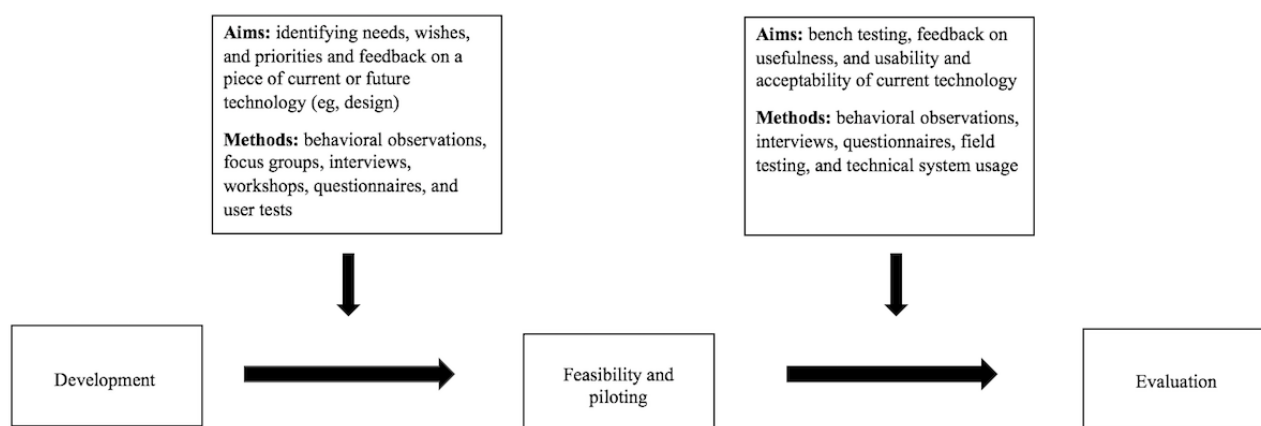 Aims: identifying needs, wishes,
and priorities and feedback on a
piece of current or future
technology (eg, design)
Methods: behavioral observations,
focus groups, interviews,
workshops, questionnaires, and
user tests
Aims: bench testing, feedback on
usefulness, and usability and
acceptability of current technology
Methods: behavioral observations,
interviews, questionnaires, field
testing, and technical system usage
Development
Feasibility and
piloting
Evaluation